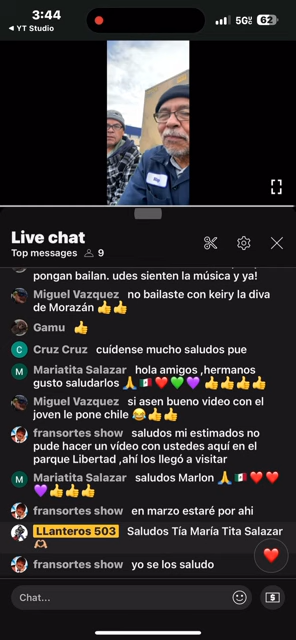 3:44
5G
62
◀ YT Studio
Live chat
Top messages 9
pongan bailan. udes sienten la música y ya!
Miguel Vazquez no bailaste con keiry la diva
de Morazán 👍👍
Gamu 👍
C Cruz Cruz cuídense mucho saludos pue
M Mariatita Salazar hola amigos ,hermanos
gusto saludarlos 🙏🇲🇽❤️💚💜👍👍👍👍
Miguel Vazquez si asen bueno video con el
joven le pone chile 😂👍👍
fransortes show saludos mi estimados no
pude hacer un vídeo con ustedes aquí en el
parque Libertad ,ahí los llegó a visitar
M Mariatita Salazar saludos Marlon 🙏🇲🇽❤️❤️
💜👍👍👍
fransortes show en marzo estaré por ahi
LLanteros 503 Saludos Tía María Tita Salazar
🫶🏽
fransortes show yo se los saludo
Chat...